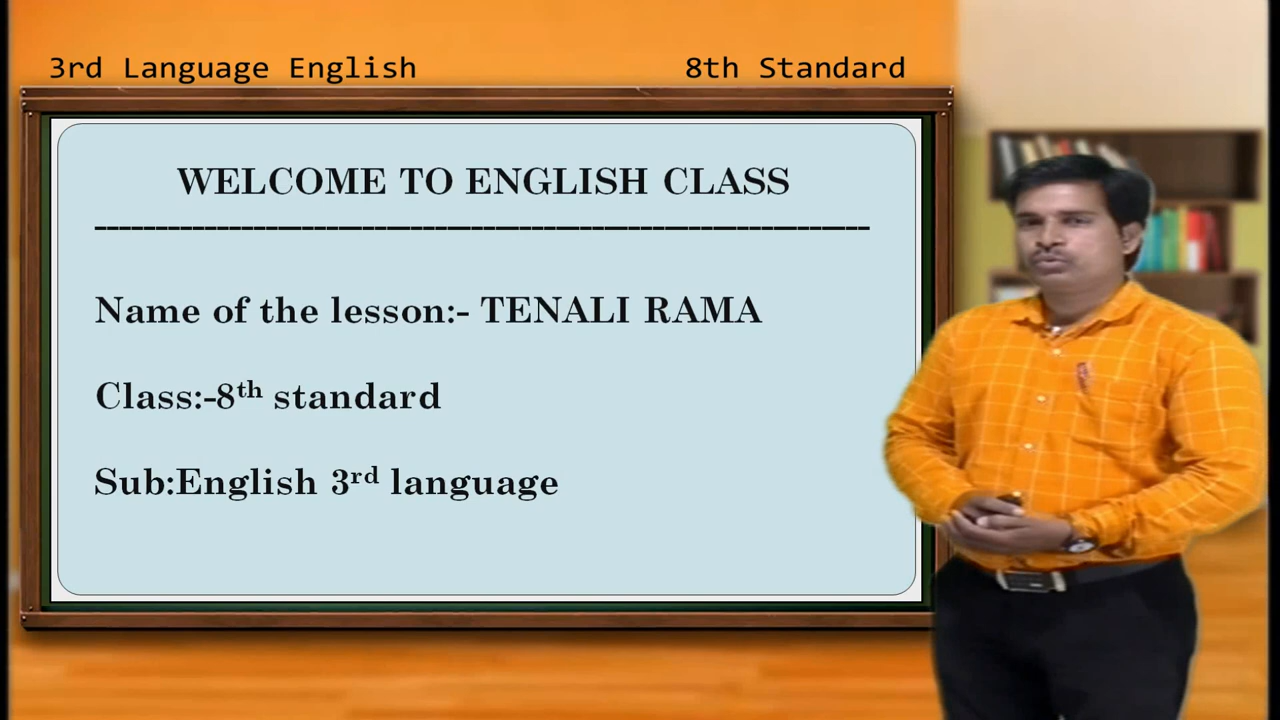 3rd Language English
8th Standard
WELCOME TO ENGLISH CLASS
Name of the lesson:- TENALI RAMA
Class:-8th standard
Sub:English 3rd language